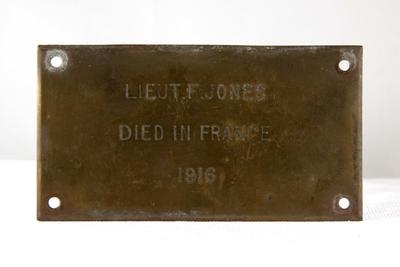 LIEUT. F. JONES
DIED IN FRANCE
1916